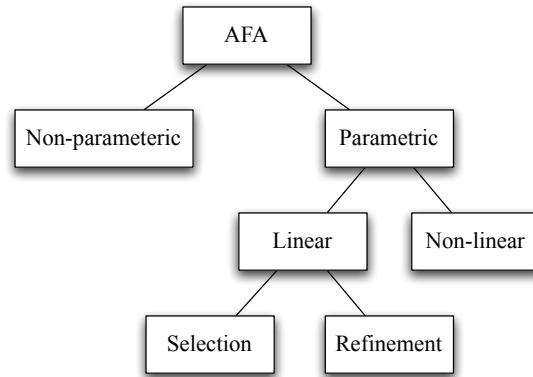 AFA
Non-parameteric
Parametric
Linear
Non-linear
Selection
Refinement